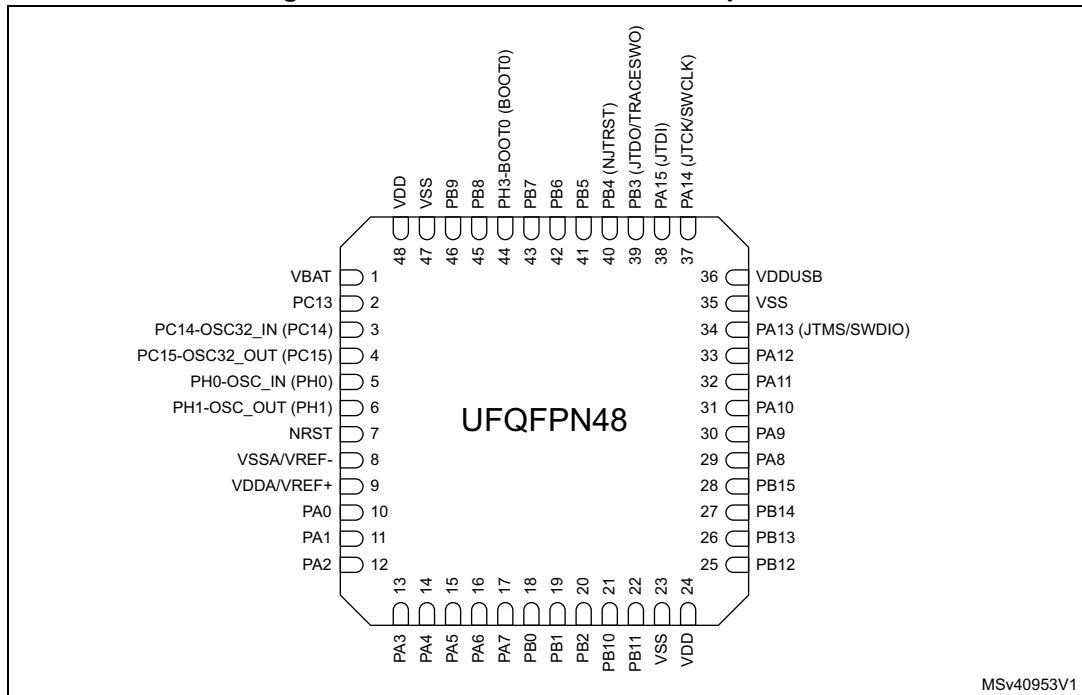 PH3-BOOT0 (BOOT0)
PB3 (JTDO/TRACESWO)
PA14 (JTCK/SWCLK)
PB4 (NJTRST)
PA15 (JTDI)
VDD
VSS
PB9
PB8
PB7
PB6
PB5
48
47
46
45
44
43
42
41
40
39
38
37
VBAT 1
PC13 2
PC14-OSC32_IN (PC14) 3
PC15-OSC32_OUT (PC15) 4
PH0-OSC_IN (PH0) 5
PH1-OSC_OUT (PH1) 6
NRST 7
VSSA/VREF- 8
VDDA/VREF+ 9
PA0 10
PA1 11
PA2 12
UFQFPN48
36 VDDUSB
35 VSS
34 PA13 (JTMS/SWDIO)
33 PA12
32 PA11
31 PA10
30 PA9
29 PA8
28 PB15
27 PB14
26 PB13
25 PB12
13
14
15
16
17
18
19
20
21
22
23
24
PA3
PA4
PA5
PA6
PA7
PB0
PB1
PB2
PB10
PB11
VSS
VDD
MSv40953V1